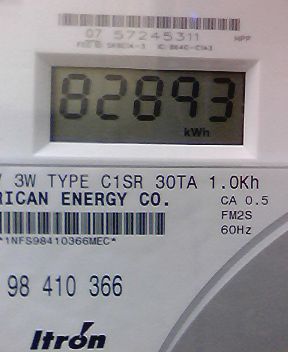 07 57245311
82893
kWh
3W TYPE C1SR 30TA 1.0Kh
RICAN ENERGY CO.
CA 0.5
FM2S
60Hz
*1NFS98410366MEC*
98 410 366
Itrón